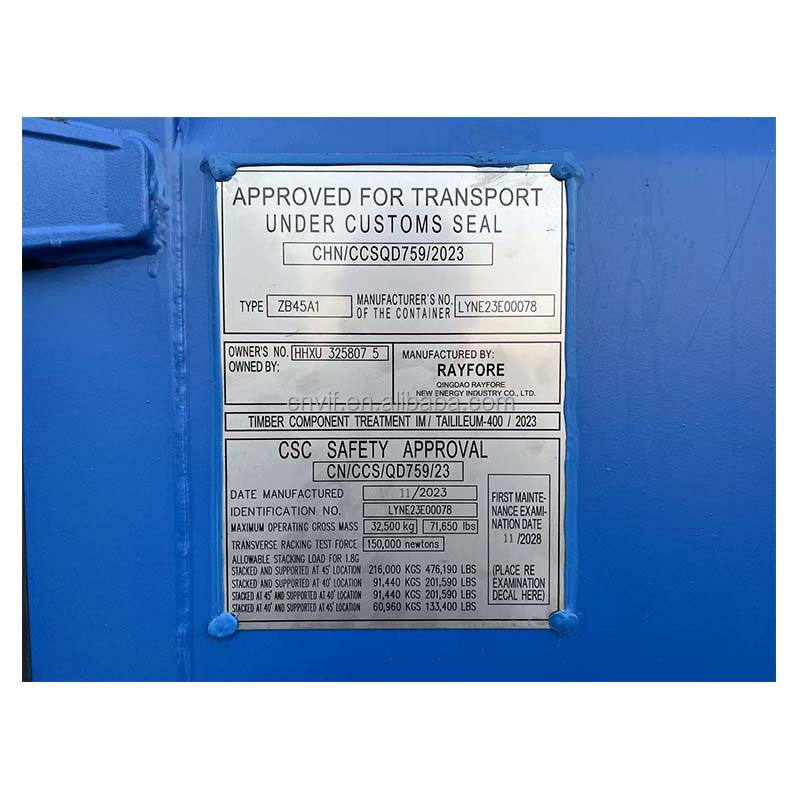 APPROVED FOR TRANSPORT
UNDER CUSTOMS SEAL
CHN/CCSQD759/2023
TYPE ZB45A1 MANUFACTURER'S NO. OF THE CONTAINER LYNE23E00078
OWNER'S NO. HHXU 325807 5
OWNED BY:
MANUFACTURED BY:
RAYFORE
QINGDAO RAYFORE
NEW ENERGY INDUSTRY CO., LTD.
cnvif.en.alibaba.com
TIMBER COMPONENT TREATMENT IM / TAILILEUM-400 / 2023
CSC SAFETY APPROVAL
CN/CCS/QD759/23
DATE MANUFACTURED 11/2023
IDENTIFICATION NO. LYNE23E00078
MAXIMUM OPERATING GROSS MASS 32,500 kg 71,650 lbs
TRANSVERSE RACKING TEST FORCE 150,000 newtons
ALLOWABLE STACKING LOAD FOR 1.8G
STACKED AND SUPPORTED AT 45' LOCATION 216,000 KGS 476,190 LBS
STACKED AND SUPPORTED AT 40' LOCATION 91,440 KGS 201,590 LBS
STACKED AT 45' AND SUPPORTED AT 40' LOCATION 91,440 KGS 201,590 LBS
STACKED AT 40' AND SUPPORTED AT 45' LOCATION 60,960 KGS 133,400 LBS
FIRST MAINTE-
NANCE EXAMI-
NATION DATE
11 /2028
(PLACE RE
EXAMINATION
DECAL HERE)